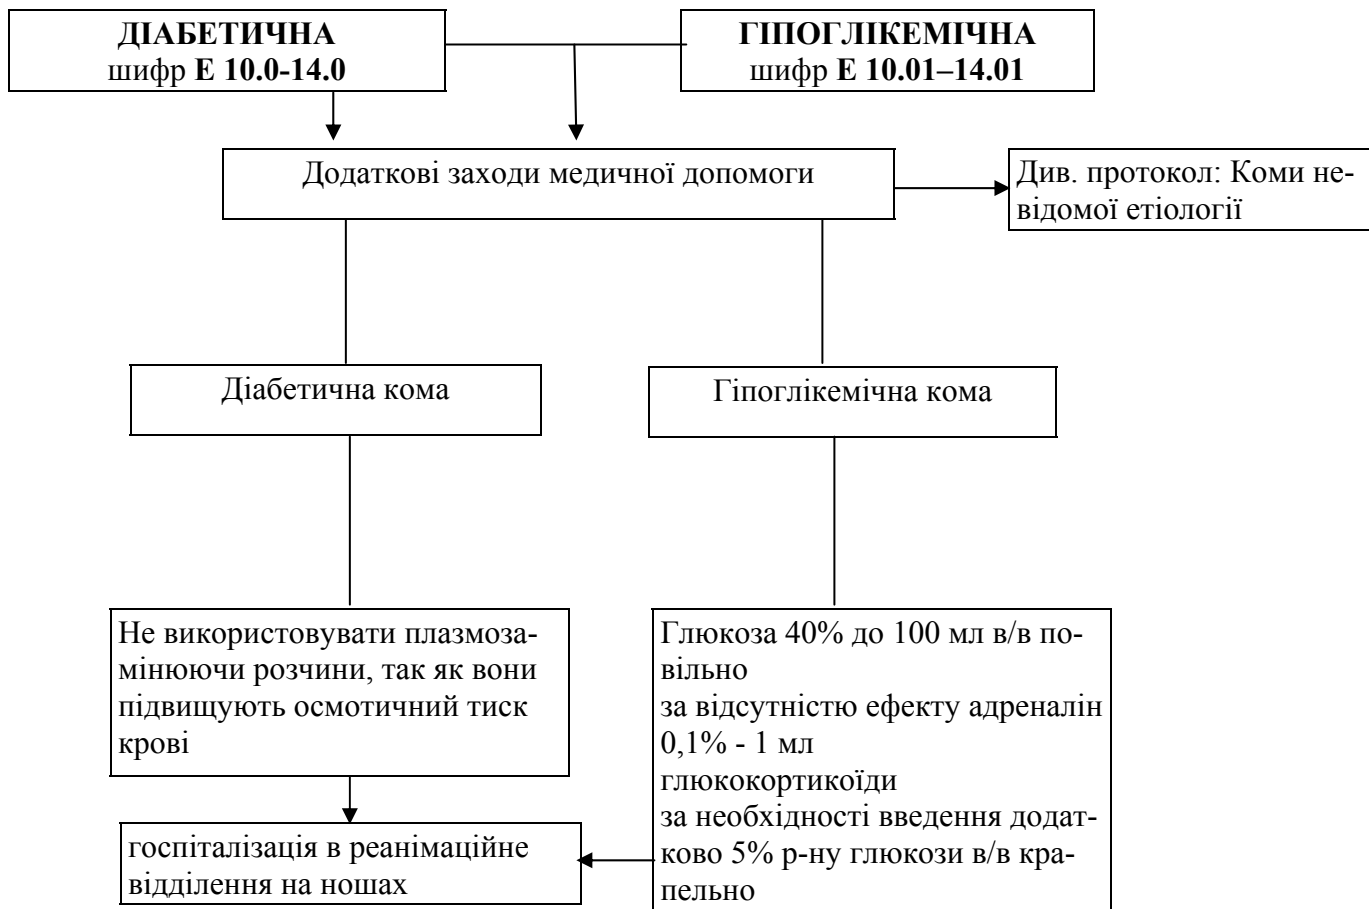 ДІАБЕТИЧНА
шифр Е 10.0-14.0
ГІПОГЛІКЕМІЧНА
шифр Е 10.01–14.01
Додаткові заходи медичної допомоги
Див. протокол: Коми не-
відомої етіології
Діабетична кома
Гіпоглікемічна кома
Не використовувати плазмоза-
мінюючи розчини, так як вони
підвищують осмотичний тиск
крові
Глюкоза 40% до 100 мл в/в по-
вільно
за відсутністю ефекту адреналін
0,1% - 1 мл
глюкокортикоїди
за необхідності введення додат-
ково 5% р-ну глюкози в/в кра-
пельно
госпіталізація в реанімаційне
відділення на ношах